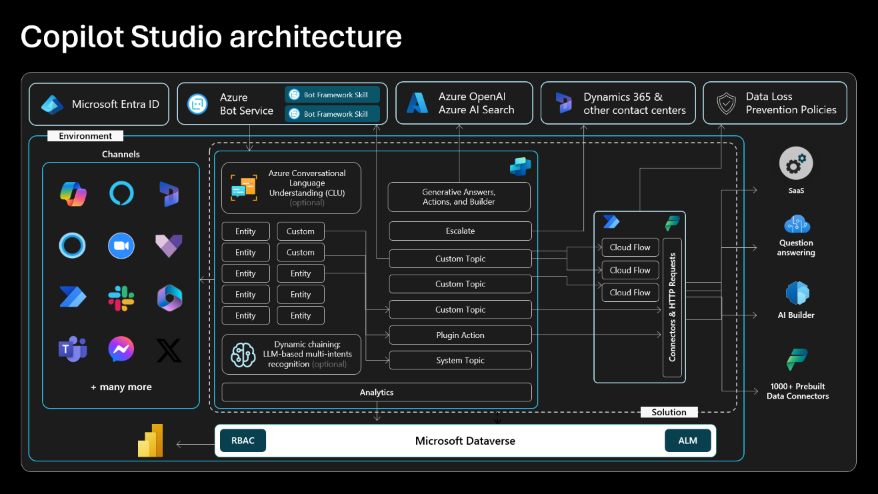 Copilot Studio architecture
Microsoft Entra ID
Azure
Bot Service
Bot Framework Skill
Bot Framework Skill
Azure OpenAI
Azure AI Search
Dynamics 365 &
other contact centers
Data Loss
Prevention Policies
Environment
Channels
+ many more
Azure Conversational
Language
Understanding (CLU)
(optional)
Entity
Custom
Entity
Custom
Entity
Entity
Entity
Entity
Entity
Entity
Dynamic chaining:
LLM-based multi-intents
recognition (optional)
Generative Answers,
Actions, and Builder
Escalate
Custom Topic
Custom Topic
Custom Topic
Plugin Action
System Topic
Analytics
Cloud Flow
Cloud Flow
Cloud Flow
Connectors & HTTP Requests
Solution
SaaS
Question
answering
AI Builder
1000+ Prebuilt
Data Connectors
RBAC
Microsoft Dataverse
ALM